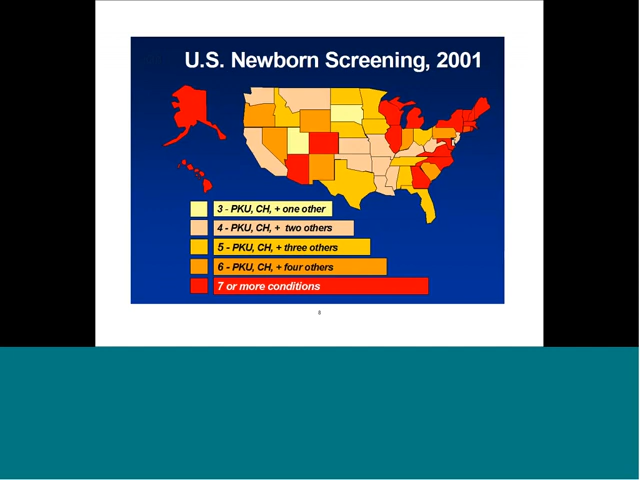 U.S. Newborn Screening, 2001
3 - PKU, CH, + one other
4 - PKU, CH, + two others
5 - PKU, CH, + three others
6 - PKU, CH, + four others
7 or more conditions
8